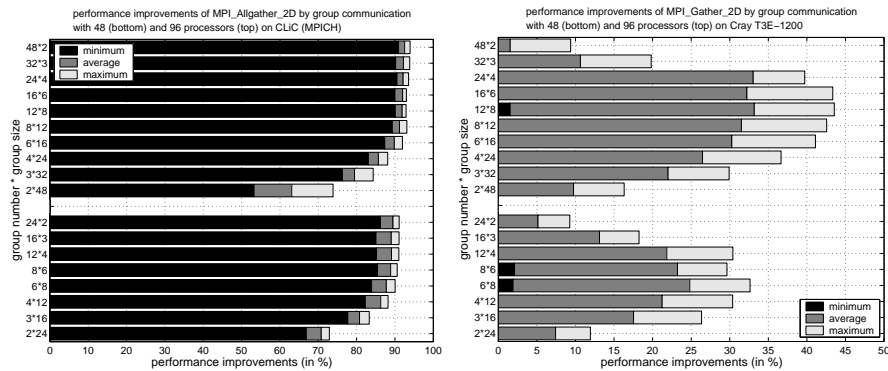 performance improvements of MPI_Allgather_2D by group communication
with 48 (bottom) and 96 processors (top) on CLiC (MPICH)
48*2
32*3
24*4
16*6
12*8
8*12
6*16
4*24
3*32
2*48
24*2
16*3
12*4
8*6
6*8
4*12
3*16
2*24
group number * group size
minimum
average
maximum
0 10 20 30 40 50 60 70 80 90 100
performance improvements (in %)
performance improvements of MPI_Gather_2D by group communication
with 48 (bottom) and 96 processors (top) on Cray T3E−1200
48*2
32*3
24*4
16*6
12*8
8*12
6*16
4*24
3*32
2*48
24*2
16*3
12*4
8*6
6*8
4*12
3*16
2*24
group number * group size
minimum
average
maximum
0 5 10 15 20 25 30 35 40 45 50
performance improvements (in %)